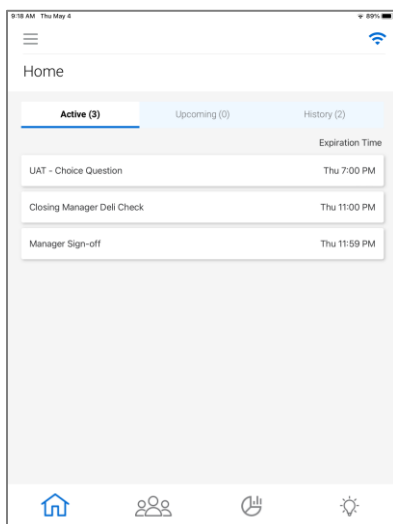 9:18 AM Thu May 4 89%
Home
Active (3) Upcoming (0) History (2)
Expiration Time
UAT - Choice Question Thu 7:00 PM
Closing Manager Deli Check Thu 11:00 PM
Manager Sign-off Thu 11:59 PM